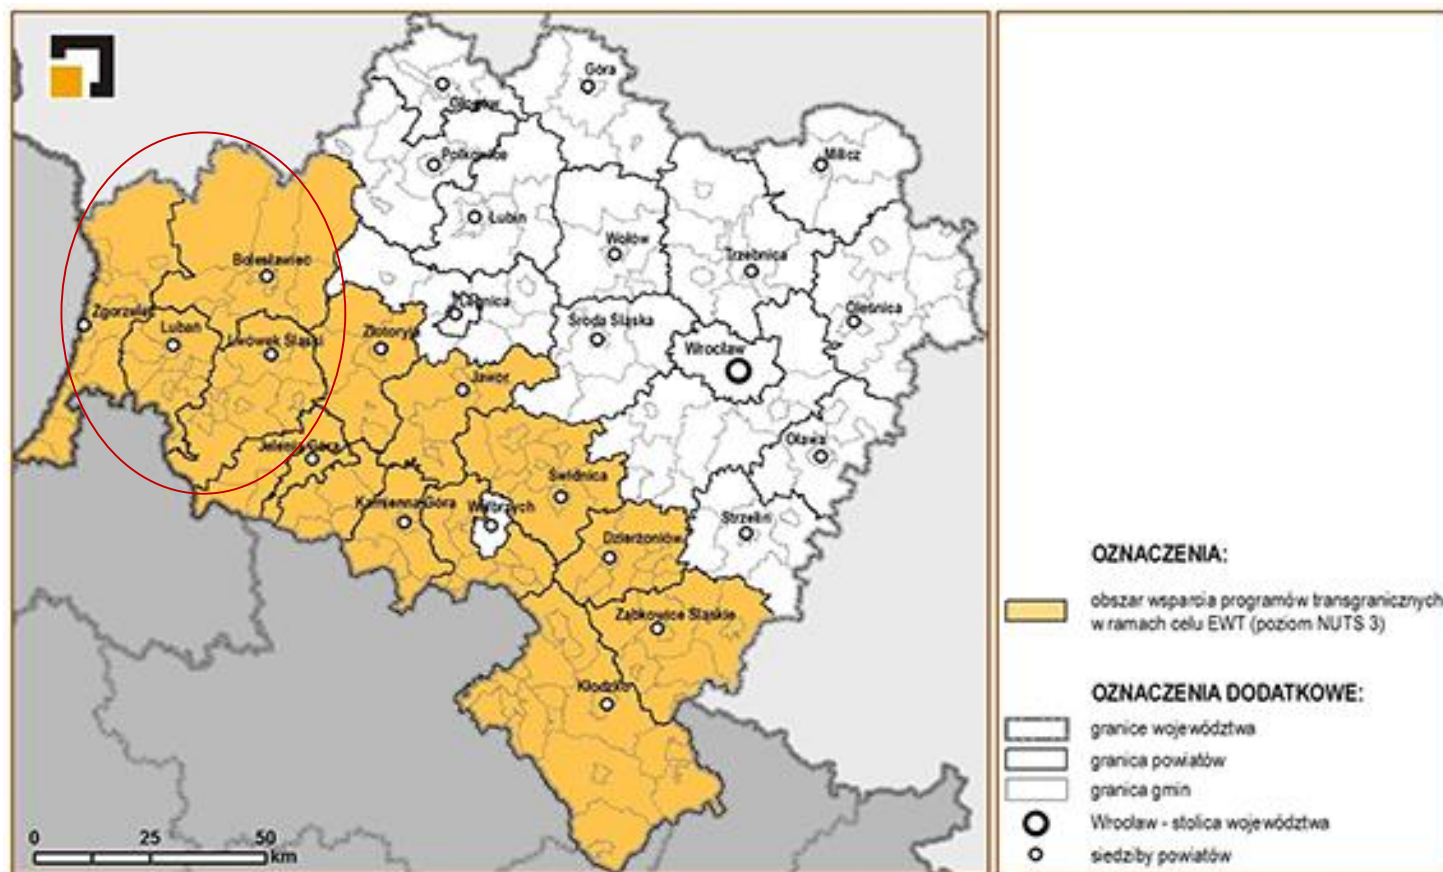 Góra
Głogów
Milicz
Polkowice
Lubin
Wołów
Trzebnica
Bolesławiec
Legnica
Oleśnica
Zgorzelec
Środa Śląska
Lubań
Lwówek Śląski
Złotoryja
Wrocław
Jawor
Oława
Jelenia Góra
Świdnica
Kamienna Góra
Wałbrzych
Strzelin
Dzierżoniów
Ząbkowice Śląskie
Kłodzko
0 25 50
km
OZNACZENIA:
obszar wsparcia programów transgranicznych
w ramach celu EWT (poziom NUTS 3)
OZNACZENIA DODATKOWE:
granice województwa
granica powiatów
granica gmin
Wrocław - stolica województwa
siedziby powiatów